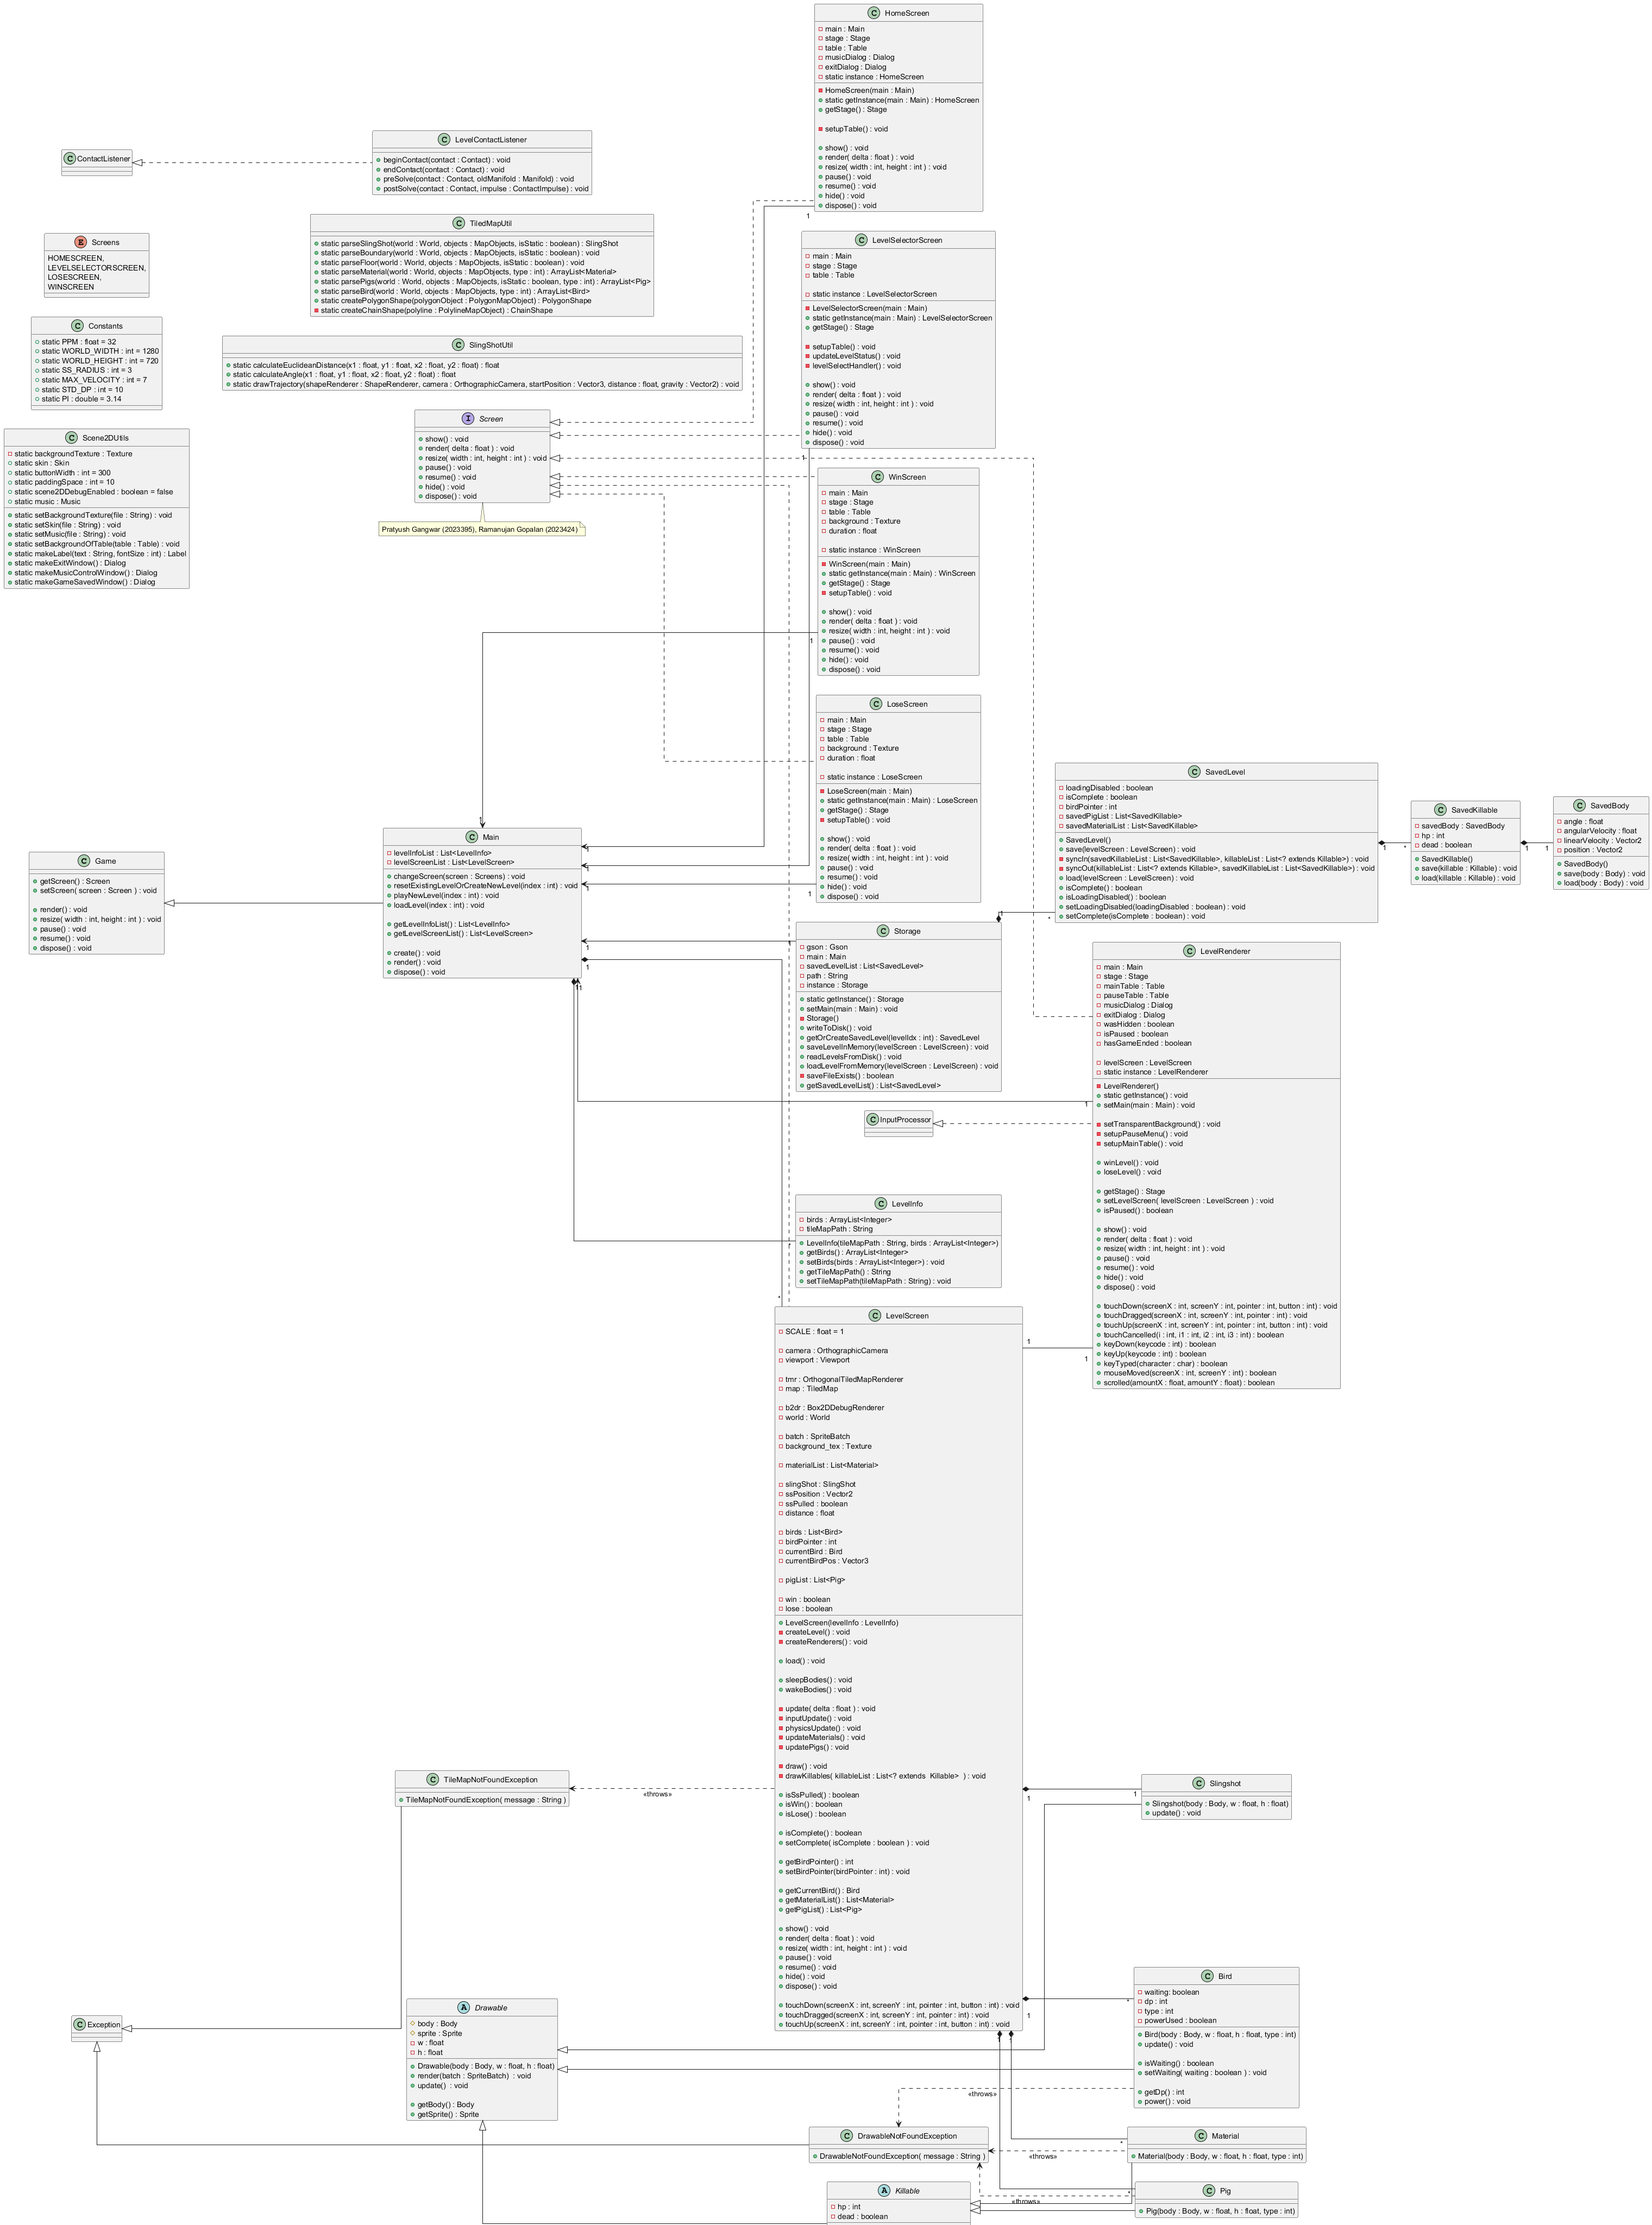 HomeScreen
main : Main
stage : Stage
table : Table
musicDialog : Dialog
exitDialog : Dialog
static instance : HomeScreen
HomeScreen(main : Main)
static getInstance(main : Main) : HomeScreen
getStage() : Stage
setupTable() : void
show() : void
render( delta : float ) : void
resize( width : int, height : int ) : void
pause() : void
resume() : void
hide() : void
dispose() : void
1
ContactListener
LevelContactListener
beginContact(contact : Contact) : void
endContact(contact : Contact) : void
preSolve(contact : Contact, oldManifold : Manifold) : void
postSolve(contact : Contact, impulse : ContactImpulse) : void
Screens
HOMESCREEN,
LEVELSELECTORSCREEN,
LOSESCREEN,
WINSCREEN
TiledMapUtil
static parseSlingShot(world : World, objects : MapObjects, isStatic : boolean) : SlingShot
static parseBoundary(world : World, objects : MapObjects, isStatic : boolean) : void
static parseFloor(world : World, objects : MapObjects, isStatic : boolean) : void
static parseMaterial(world : World, objects : MapObjects, type : int) : ArrayList<Material>
static parsePigs(world : World, objects : MapObjects, isStatic : boolean, type : int) : ArrayList<Pig>
static parseBird(world : World, objects : MapObjects, type : int) : ArrayList<Bird>
static createPolygonShape(polygonObject : PolygonMapObject) : PolygonShape
static createChainShape(polyline : PolylineMapObject) : ChainShape
Constants
static PPM : float = 32
static WORLD_WIDTH : int = 1280
static WORLD_HEIGHT : int = 720
static SS_RADIUS : int = 3
static MAX_VELOCITY : int = 7
static STD_DP : int = 10
static PI : double = 3.14
SlingShotUtil
static calculateEuclideanDistance(x1 : float, y1 : float, x2 : float, y2 : float) : float
static calculateAngle(x1 : float, y1 : float, x2 : float, y2 : float) : float
static drawTrajectory(shapeRenderer : ShapeRenderer, camera : OrthographicCamera, startPosition : Vector3, distance : float, gravity : Vector2) : void
Scene2DUtils
static backgroundTexture : Texture
static skin : Skin
static buttonWidth : int = 300
static paddingSpace : int = 10
static scene2DDebugEnabled : boolean = false
static music : Music
static setBackgroundTexture(file : String) : void
static setSkin(file : String) : void
static setMusic(file : String) : void
static setBackgroundOfTable(table : Table) : void
static makeLabel(text : String, fontSize : int) : Label
static makeExitWindow() : Dialog
static makeMusicControlWindow() : Dialog
static makeGameSavedWindow() : Dialog
Screen
show() : void
render( delta : float ) : void
resize( width : int, height : int ) : void
pause() : void
resume() : void
hide() : void
dispose() : void
Pratyush Gangwar (2023395), Ramanujan Gopalan (2023424)
LevelSelectorScreen
main : Main
stage : Stage
table : Table
static instance : LevelSelectorScreen
LevelSelectorScreen(main : Main)
static getInstance(main : Main) : LevelSelectorScreen
getStage() : Stage
setupTable() : void
updateLevelStatus() : void
levelSelectHandler() : void
show() : void
render( delta : float ) : void
resize( width : int, height : int ) : void
pause() : void
resume() : void
hide() : void
dispose() : void
1
WinScreen
main : Main
stage : Stage
table : Table
background : Texture
duration : float
static instance : WinScreen
WinScreen(main : Main)
static getInstance(main : Main) : WinScreen
getStage() : Stage
setupTable() : void
show() : void
render( delta : float ) : void
resize( width : int, height : int ) : void
pause() : void
resume() : void
hide() : void
dispose() : void
1
LoseScreen
main : Main
stage : Stage
table : Table
background : Texture
duration : float
static instance : LoseScreen
LoseScreen(main : Main)
static getInstance(main : Main) : LoseScreen
getStage() : Stage
setupTable() : void
show() : void
render( delta : float ) : void
resize( width : int, height : int ) : void
pause() : void
resume() : void
hide() : void
dispose() : void
1
Game
getScreen() : Screen
setScreen( screen : Screen ) : void
render() : void
resize( width : int, height : int ) : void
pause() : void
resume() : void
dispose() : void
Main
levelInfoList : List<LevelInfo>
levelScreenList : List<LevelScreen>
changeScreen(screen : Screens) : void
resetExistingLevelOrCreateNewLevel(index : int) : void
playNewLevel(index : int) : void
loadLevel(index : int) : void
getLevelInfoList() : List<LevelInfo>
getLevelScreenList() : List<LevelScreen>
create() : void
render() : void
dispose() : void
1
1
1
1
1
1
1
SavedLevel
loadingDisabled : boolean
isComplete : boolean
birdPointer : int
savedPigList : List<SavedKillable>
savedMaterialList : List<SavedKillable>
SavedLevel()
save(levelScreen : LevelScreen) : void
syncIn(savedKillableList : List<SavedKillable>, killableList : List<? extends Killable>) : void
syncOut(killableList : List<? extends Killable>, savedKillableList : List<SavedKillable>) : void
load(levelScreen : LevelScreen) : void
isComplete() : boolean
isLoadingDisabled() : boolean
setLoadingDisabled(loadingDisabled : boolean) : void
setComplete(isComplete : boolean) : void
1
*
SavedKillable
savedBody : SavedBody
hp : int
dead : boolean
SavedKillable()
save(killable : Killable) : void
load(killable : Killable) : void
1
1
SavedBody
angle : float
angularVelocity : float
linearVelocity : Vector2
position : Vector2
SavedBody()
save(body : Body) : void
load(body : Body) : void
Storage
gson : Gson
main : Main
savedLevelList : List<SavedLevel>
path : String
instance : Storage
static getInstance() : Storage
setMain(main : Main) : void
Storage()
writeToDisk() : void
getOrCreateSavedLevel(levelIdx : int) : SavedLevel
saveLevelInMemory(levelScreen : LevelScreen) : void
readLevelsFromDisk() : void
loadLevelFromMemory(levelScreen : LevelScreen) : void
saveFileExists() : boolean
getSavedLevelList() : List<SavedLevel>
1
1
*
LevelRenderer
main : Main
stage : Stage
mainTable : Table
pauseTable : Table
musicDialog : Dialog
exitDialog : Dialog
wasHidden : boolean
isPaused : boolean
hasGameEnded : boolean
levelScreen : LevelScreen
static instance : LevelRenderer
LevelRenderer()
static getInstance() : void
setMain(main : Main) : void
setTransparentBackground() : void
setupPauseMenu() : void
setupMainTable() : void
winLevel() : void
loseLevel() : void
getStage() : Stage
setLevelScreen( levelScreen : LevelScreen ) : void
isPaused() : boolean
show() : void
render( delta : float ) : void
resize( width : int, height : int ) : void
pause() : void
resume() : void
hide() : void
dispose() : void
touchDown(screenX : int, screenY : int, pointer : int, button : int) : void
touchDragged(screenX : int, screenY : int, pointer : int) : void
touchUp(screenX : int, screenY : int, pointer : int, button : int) : void
touchCancelled(i : int, i1 : int, i2 : int, i3 : int) : boolean
keyDown(keycode : int) : boolean
keyUp(keycode : int) : boolean
keyTyped(character : char) : boolean
mouseMoved(screenX : int, screenY : int) : boolean
scrolled(amountX : float, amountY : float) : boolean
1
InputProcessor
LevelInfo
birds : ArrayList<Integer>
tileMapPath : String
LevelInfo(tileMapPath : String, birds : ArrayList<Integer>)
getBirds() : ArrayList<Integer>
setBirds(birds : ArrayList<Integer>) : void
getTileMapPath() : String
setTileMapPath(tileMapPath : String) : void
*
*
LevelScreen
SCALE : float = 1
camera : OrthographicCamera
viewport : Viewport
tmr : OrthogonalTiledMapRenderer
map : TiledMap
b2dr : Box2DDebugRenderer
world : World
batch : SpriteBatch
background_tex : Texture
materialList : List<Material>
slingShot : SlingShot
ssPosition : Vector2
ssPulled : boolean
distance : float
birds : List<Bird>
birdPointer : int
currentBird : Bird
currentBirdPos : Vector3
pigList : List<Pig>
win : boolean
lose : boolean
LevelScreen(levelInfo : LevelInfo)
createLevel() : void
createRenderers() : void
load() : void
sleepBodies() : void
wakeBodies() : void
update( delta : float ) : void
inputUpdate() : void
physicsUpdate() : void
updateMaterials() : void
updatePigs() : void
draw() : void
drawKillables( killableList : List<? extends  Killable>  ) : void
isSsPulled() : boolean
isWin() : boolean
isLose() : boolean
isComplete() : boolean
setComplete( isComplete : boolean ) : void
getBirdPointer() : int
setBirdPointer(birdPointer : int) : void
getCurrentBird() : Bird
getMaterialList() : List<Material>
getPigList() : List<Pig>
show() : void
render( delta : float ) : void
resize( width : int, height : int ) : void
pause() : void
resume() : void
hide() : void
dispose() : void
touchDown(screenX : int, screenY : int, pointer : int, button : int) : void
touchDragged(screenX : int, screenY : int, pointer : int) : void
touchUp(screenX : int, screenY : int, pointer : int, button : int) : void
1
1
1
1
TileMapNotFoundException
TileMapNotFoundException( message : String )
«throws»
Slingshot
Slingshot(body : Body, w : float, h : float)
update() : void
1
Bird
waiting: boolean
dp : int
type : int
powerUsed : boolean
Bird(body : Body, w : float, h : float, type : int)
update() : void
isWaiting() : boolean
setWaiting( waiting : boolean ) : void
getDp() : int
power() : void
*
Exception
Drawable
body : Body
sprite : Sprite
w : float
h : float
Drawable(body : Body, w : float, h : float)
render(batch : SpriteBatch)  : void
update()  : void
getBody() : Body
getSprite() : Sprite
«throws»
DrawableNotFoundException
DrawableNotFoundException( message : String )
«throws»
Material
Material(body : Body, w : float, h : float, type : int)
*
Killable
hp : int
dead : boolean
«throws»
Pig
Pig(body : Body, w : float, h : float, type : int)
*